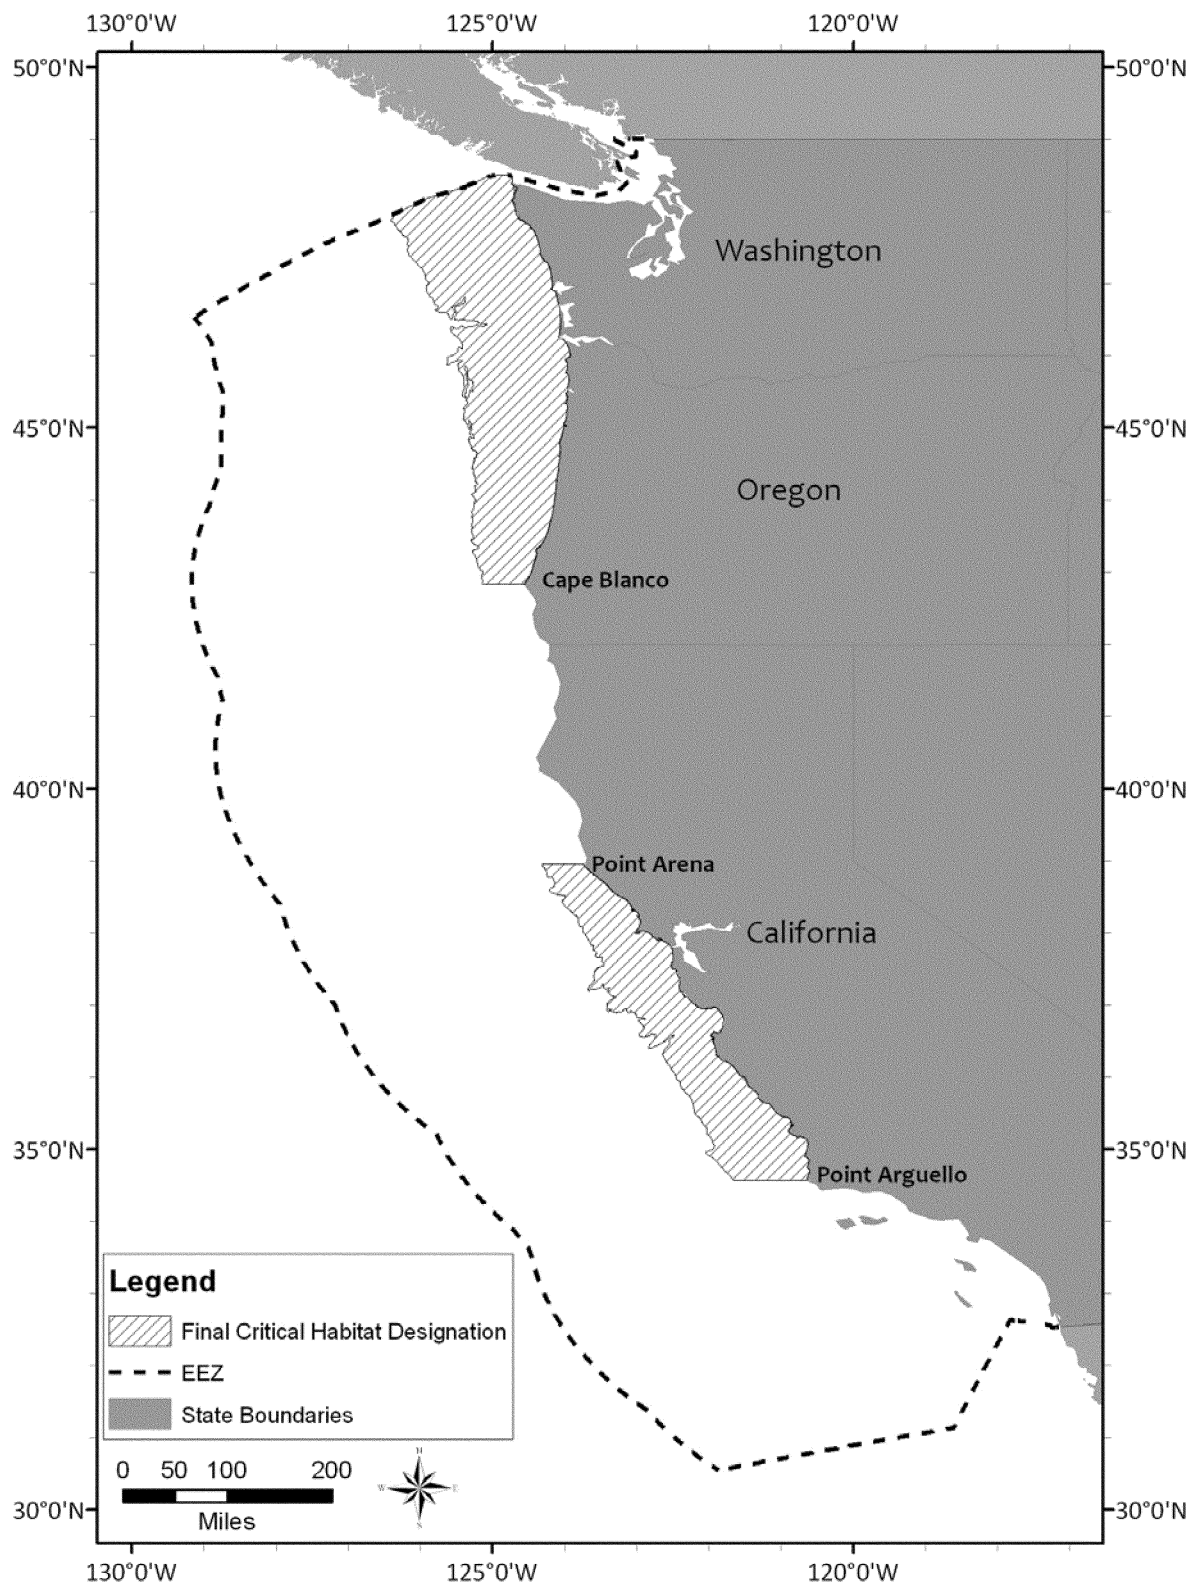 130°0'W 125°0'W 120°0'W
50°0'N 50°0'N
Washington
45°0'N 45°0'N
Oregon
Cape Blanco
40°0'N 40°0'N
Point Arena
California
35°0'N 35°0'N
Point Arguello
Legend
Final Critical Habitat Designation
EEZ
State Boundaries
0 50 100 200
Miles
N
W E
S
30°0'N 30°0'N
130°0'W 125°0'W 120°0'W